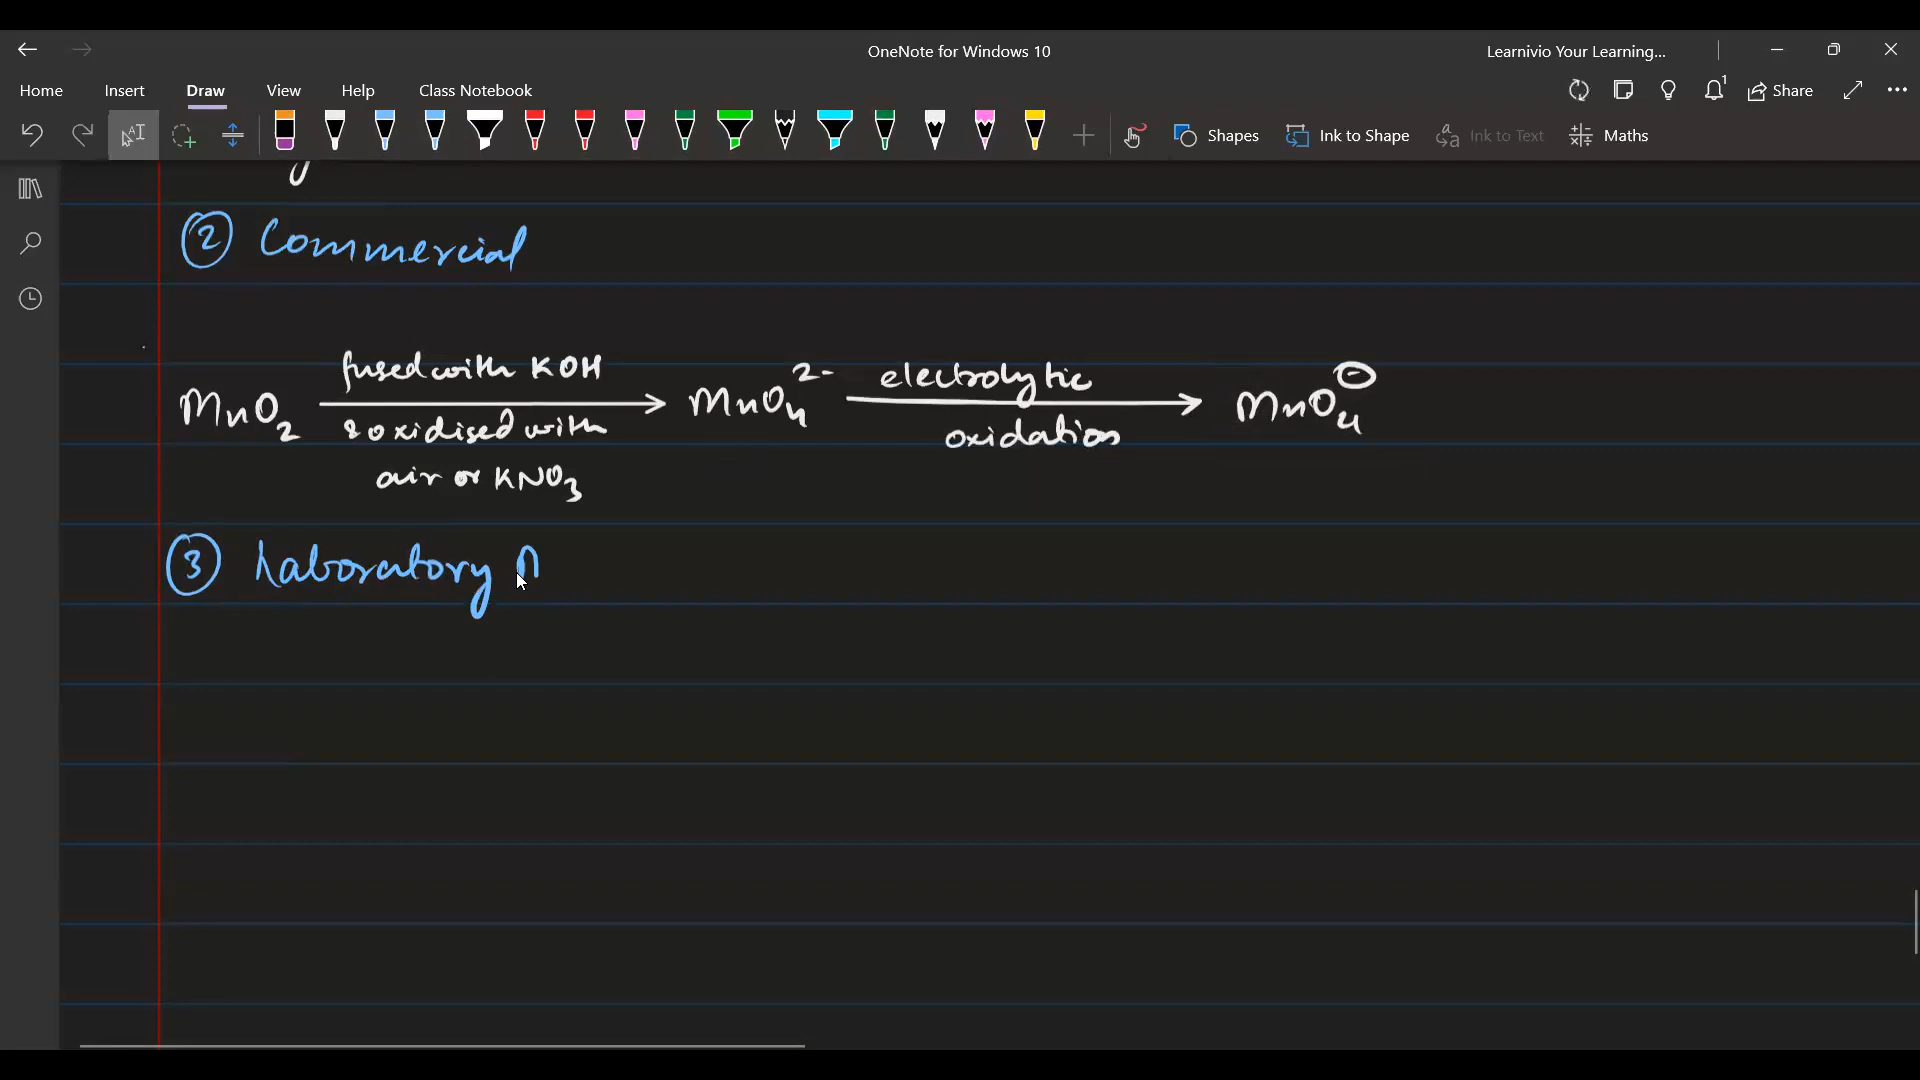 OneNote for Windows 10
Learnivio Your Learning...
Home Insert Draw View Help Class Notebook
1 Share
Shapes Ink to Shape Ink to Text Maths
② Commercial
MnO₂ fused with KOH & oxidised with air or KNO₃ → MnO₄²⁻ electrolytic oxidation → MnO₄⊖
③ Laboratory